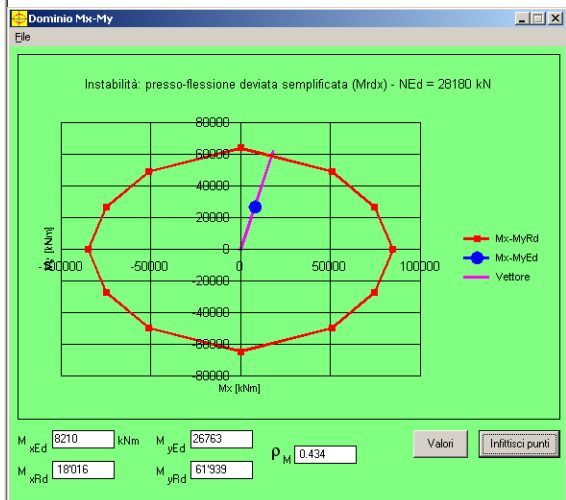 Dominio Mx-My
File
Instabilità: presso-flessione deviata semplificata (Mrdx) - NEd = 28180 kN
80000
60000
40000
20000
0
-20000
-40000
-60000
-80000
-100000 -50000 0 50000 100000
My [kNm]
Mx [kNm]
Mx-MyRd
Mx-MyEd
Vettore
M xEd 8210 kNm M yEd 26763
ρ M 0.434
M xRd 18'016 M yRd 61'939
Valori Infittisci punti